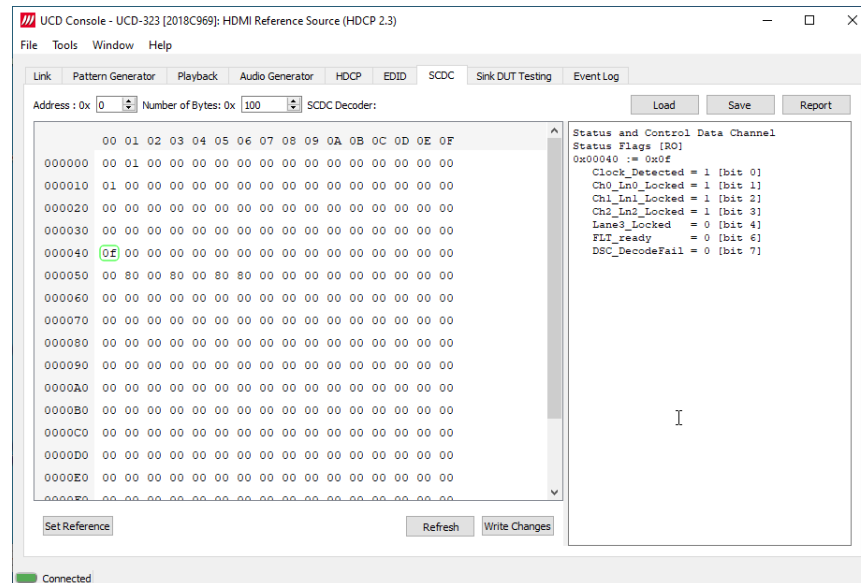 UCD Console - UCD-323 [2018C969]: HDMI Reference Source (HDCP 2.3)
File Tools Window Help
Link Pattern Generator Playback Audio Generator HDCP EDID SCDC Sink DUT Testing Event Log
Address : 0x 0 Number of Bytes: 0x 100 SCDC Decoder: Load Save Report
00 01 02 03 04 05 06 07 08 09 0A 0B 0C 0D 0E 0F
000000 00 01 00 00 00 00 00 00 00 00 00 00 00 00 00 00
000010 01 00 00 00 00 00 00 00 00 00 00 00 00 00 00 00
000020 00 00 00 00 00 00 00 00 00 00 00 00 00 00 00 00
000030 00 00 00 00 00 00 00 00 00 00 00 00 00 00 00 00
000040 0f 00 00 00 00 00 00 00 00 00 00 00 00 00 00 00
000050 00 80 00 80 00 80 80 00 00 00 00 00 00 00 00 00
000060 00 00 00 00 00 00 00 00 00 00 00 00 00 00 00 00
000070 00 00 00 00 00 00 00 00 00 00 00 00 00 00 00 00
000080 00 00 00 00 00 00 00 00 00 00 00 00 00 00 00 00
000090 00 00 00 00 00 00 00 00 00 00 00 00 00 00 00 00
0000A0 00 00 00 00 00 00 00 00 00 00 00 00 00 00 00 00
0000B0 00 00 00 00 00 00 00 00 00 00 00 00 00 00 00 00
0000C0 00 00 00 00 00 00 00 00 00 00 00 00 00 00 00 00
0000D0 00 00 00 00 00 00 00 00 00 00 00 00 00 00 00 00
0000E0 00 00 00 00 00 00 00 00 00 00 00 00 00 00 00 00
0000F0 00 00 00 00 00 00 00 00 00 00 00 00 00 00 00 00
Status and Control Data Channel
Status Flags [RO]
0x00040 := 0x0f
Clock_Detected = 1 [bit 0]
Ch0_Ln0_Locked = 1 [bit 1]
Ch1_Ln1_Locked = 1 [bit 2]
Ch2_Ln2_Locked = 1 [bit 3]
Lane3_Locked = 0 [bit 4]
FLT_ready = 0 [bit 6]
DSC_DecodeFail = 0 [bit 7]
Set Reference Refresh Write Changes
Connected